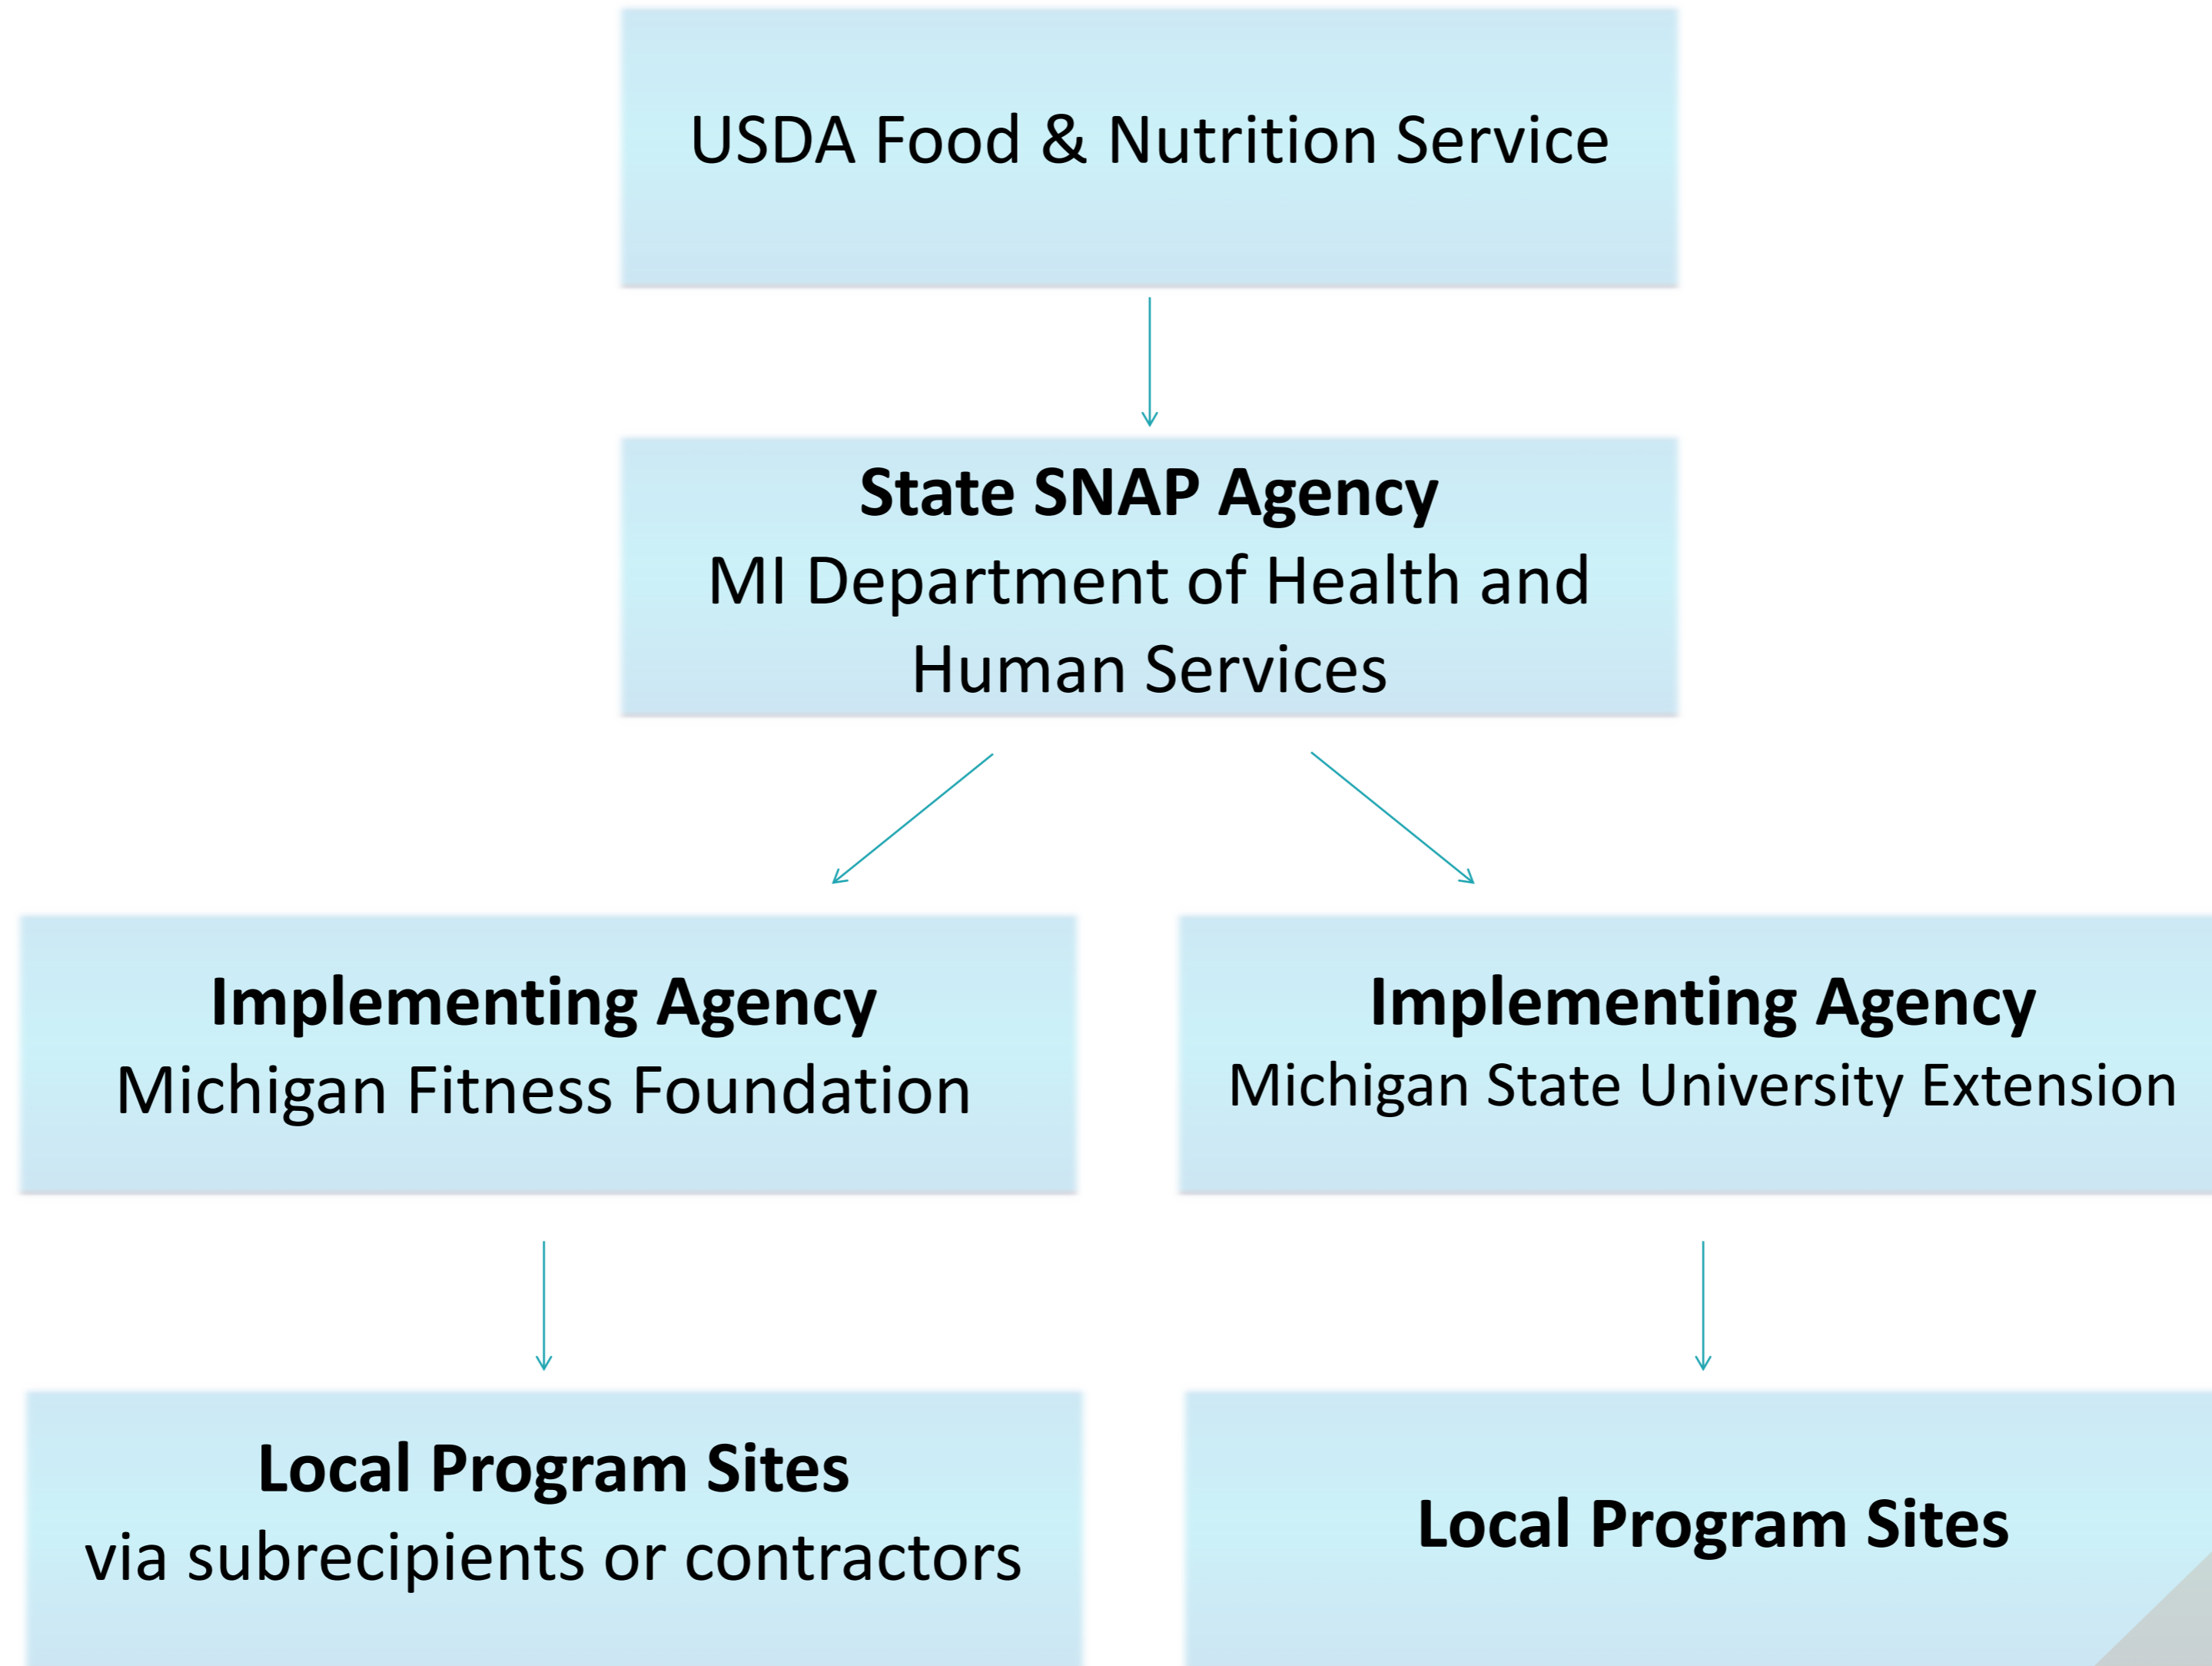 USDA Food & Nutrition Service
State SNAP Agency
MI Department of Health and
Human Services
Implementing Agency
Michigan Fitness Foundation
Implementing Agency
Michigan State University Extension
Local Program Sites
via subrecipients or contractors
Local Program Sites